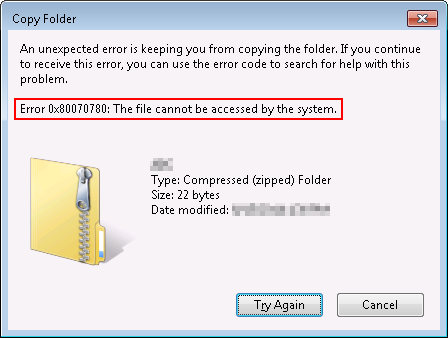 Copy Folder
An unexpected error is keeping you from copying the folder. If you continue
to receive this error, you can use the error code to search for help with this
problem.
Error 0x80070780: The file cannot be accessed by the system.
Type: Compressed (zipped) Folder
Size: 22 bytes
Date modified:
Try Again
Cancel